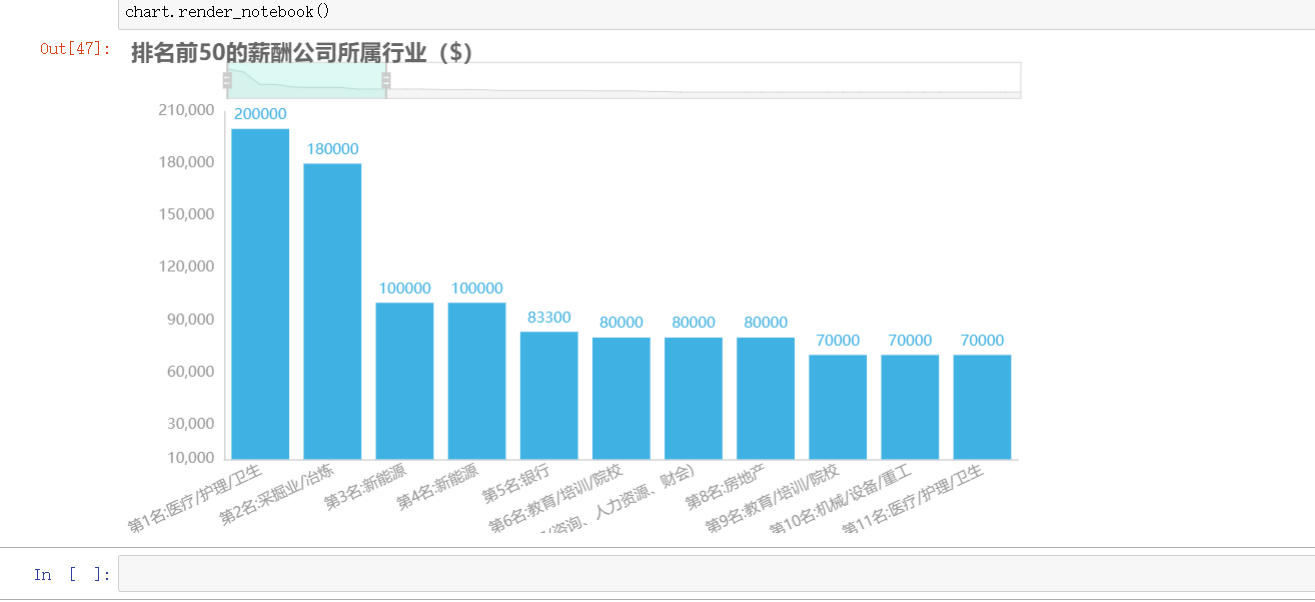 chart.render_notebook()
Out[47]:
排名前50的薪酬公司所属行业（$）
210,000
180,000
150,000
120,000
90,000
60,000
30,000
10,000
200000
180000
100000
100000
83300
80000
80000
80000
70000
70000
70000
第1名:医疗/护理/卫生
第2名:采掘业/冶炼
第3名:新能源
第4名:新能源
第5名:银行
第6名:教育/培训/院校
咨询、人力资源、财会)
第8名:房地产
第9名:教育/培训/院校
第10名:机械/设备/重工
第11名:医疗/护理/卫生
In [ ]: